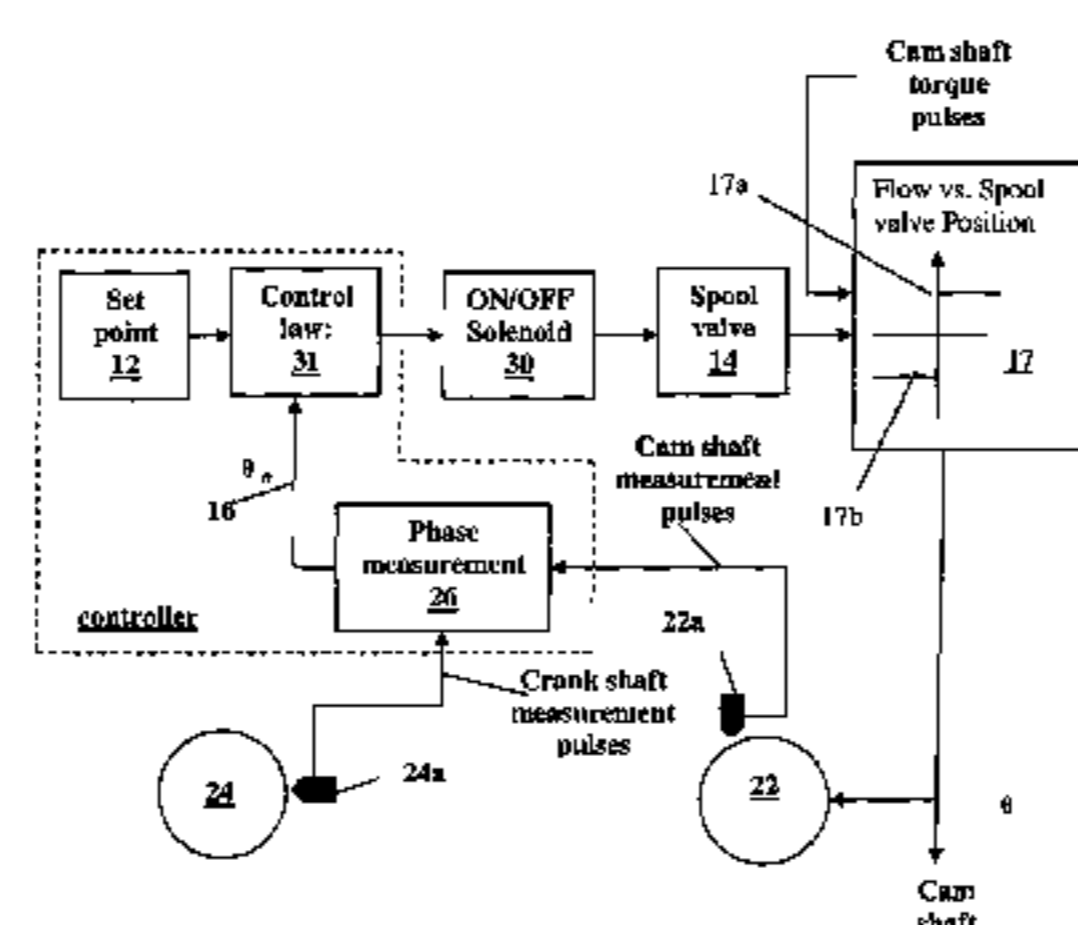 Cam shaft
torque
pulses
17a
Flow vs. Spool
valve Position
Set
point
12
Control
law:
31
ON/OFF
Solenoid
30
Spool
valve
14
17
17b
θ
16
Phase
measurement
26
Cam shaft
measurement
pulses
controller
22a
Crank shaft
measurement
pulses
24
24a
22
θ
Cam
shaft